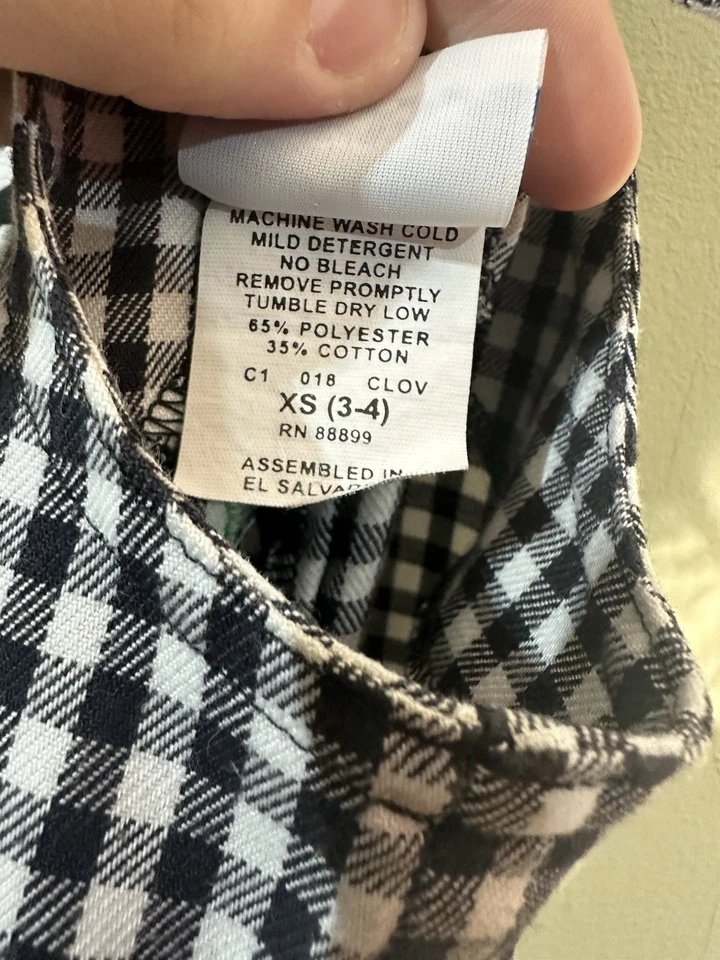 MACHINE WASH COLD
MILD DETERGENT
NO BLEACH
REMOVE PROMPTLY
TUMBLE DRY LOW
65% POLYESTER
35% COTTON
C1 018 CLOV
XS (3-4)
RN 88899
ASSEMBLED IN
EL